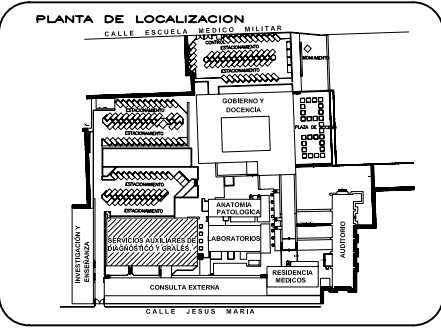 PLANTA DE LOCALIZACION
CALLE ESCUELA MEDICO MILITAR
CONTROL
ESTACIONAMIENTO
ESTACIONAMIENTO
MONUMENTO
ESTACIONAMIENTO
GOBIERNO Y
DOCENCIA
PLAZA DE
ESTACIONAMIENTO
ESTACIONAMIENTO
ESTACIONAMIENTO
ANATOMIA
PATOLOGICA
INVESTIGACIÓN Y
ENSEÑANZA
SERVICIOS AUXILIARES DE
DIAGNOSTICO Y GRALES.
LABORATORIOS
AUDITORIO
RESIDENCIA
MEDICOS
CONSULTA EXTERNA
CALLE JESUS MARIA